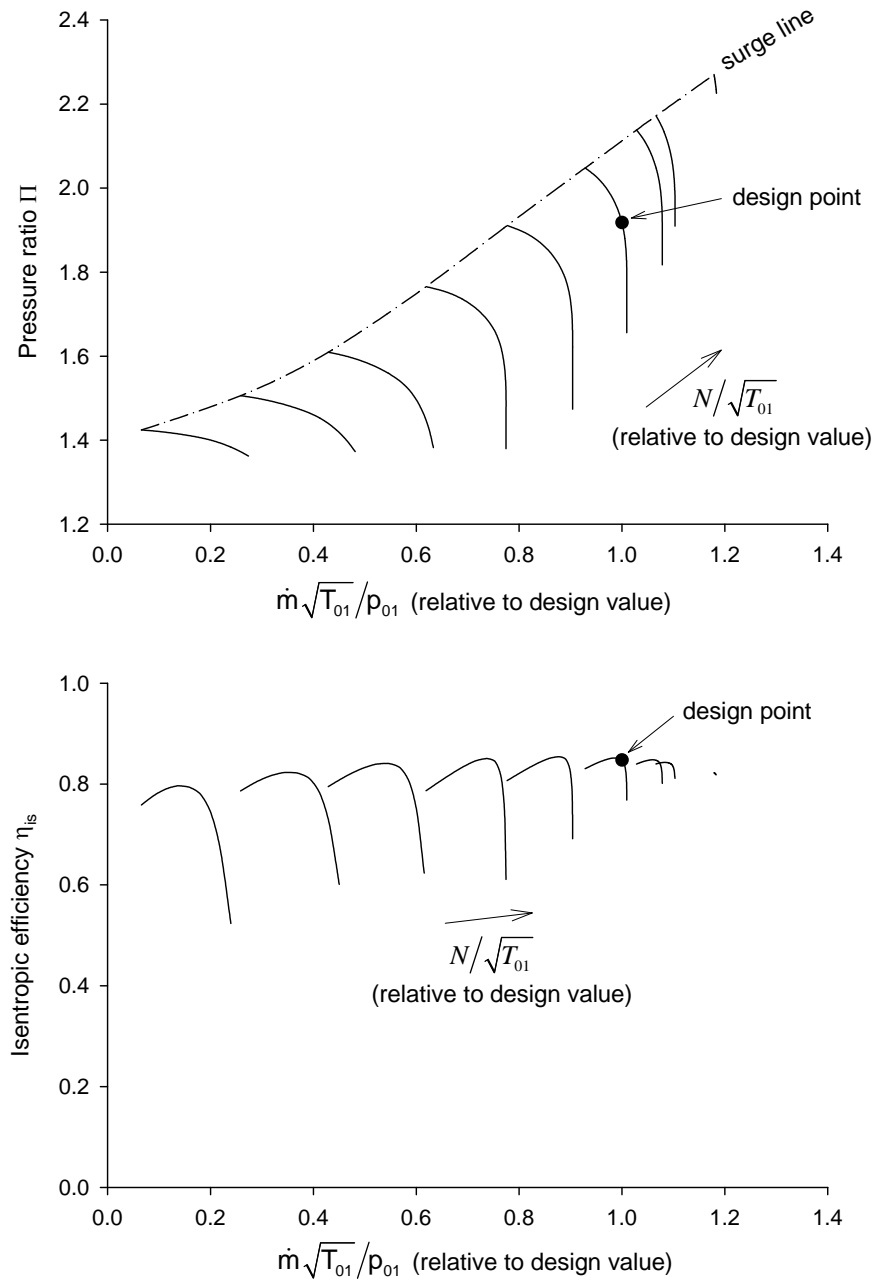 2.4
surge line
2.2
2.0
design point
1.8
1.6
1.4
1.2
Pressure ratio Π
N/√T₀₁
(relative to design value)
0.0 0.2 0.4 0.6 0.8 1.0 1.2 1.4
ṁ√T₀₁/p₀₁ (relative to design value)
1.0
design point
0.8
0.6
0.4
0.2
0.0
Isentropic efficiency ηis
N/√T₀₁
(relative to design value)
0.0 0.2 0.4 0.6 0.8 1.0 1.2 1.4
ṁ√T₀₁/p₀₁ (relative to design value)